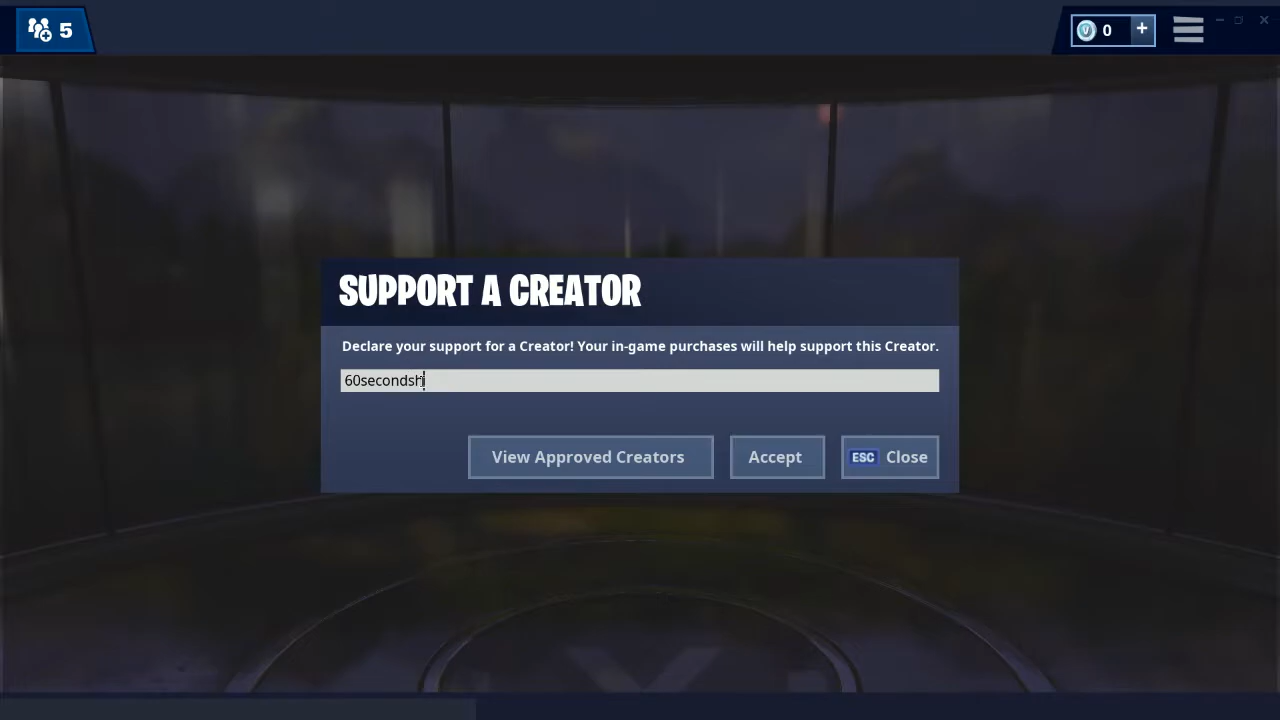 5
0 +
SUPPORT A CREATOR
Declare your support for a Creator! Your in-game purchases will help support this Creator.
60secondsh
View Approved Creators
Accept
ESC Close